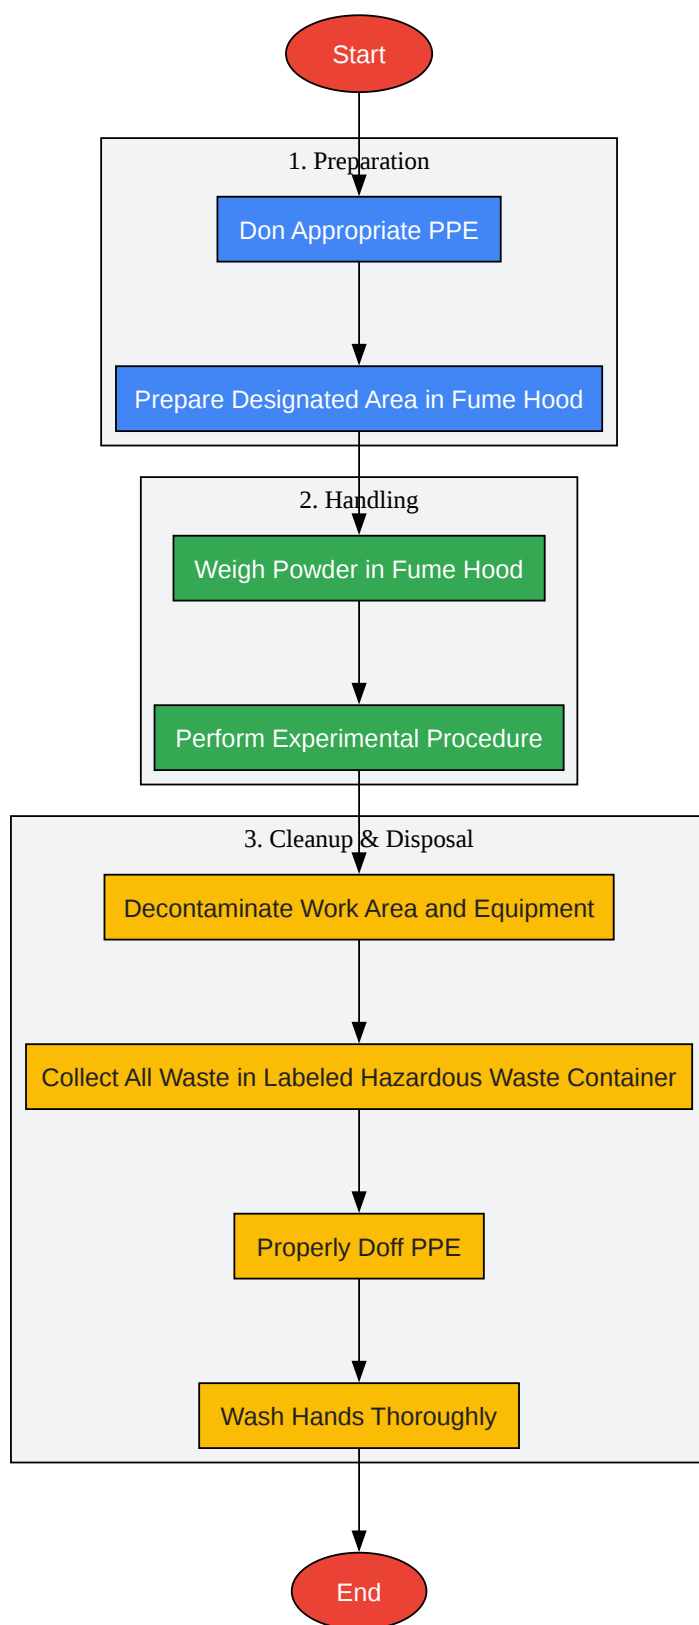 Start
1. Preparation
Don Appropriate PPE
Prepare Designated Area in Fume Hood
2. Handling
Weigh Powder in Fume Hood
Perform Experimental Procedure
3. Cleanup & Disposal
Decontaminate Work Area and Equipment
Collect All Waste in Labeled Hazardous Waste Container
Properly Doff PPE
Wash Hands Thoroughly
End